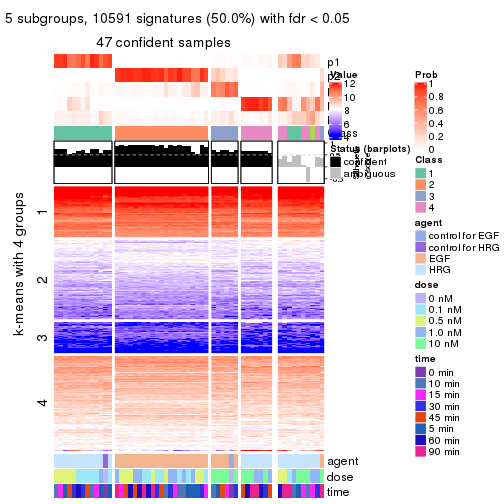 5 subgroups, 10591 signatures (50.0%) with fdr < 0.05
47 confident samples
p1
Value
12
10
8
6
Class
Status (barplots)
confident
ambiguous
k-means with 4 groups
1
2
3
4
agent
dose
time
Prob
1
0.8
0.6
0.4
0.2
0
Class
1
2
3
4
agent
control for EGF
control for HRG
EGF
HRG
dose
0 nM
0.1 nM
0.5 nM
1.0 nM
10 nM
time
0 min
10 min
15 min
30 min
45 min
5 min
60 min
90 min